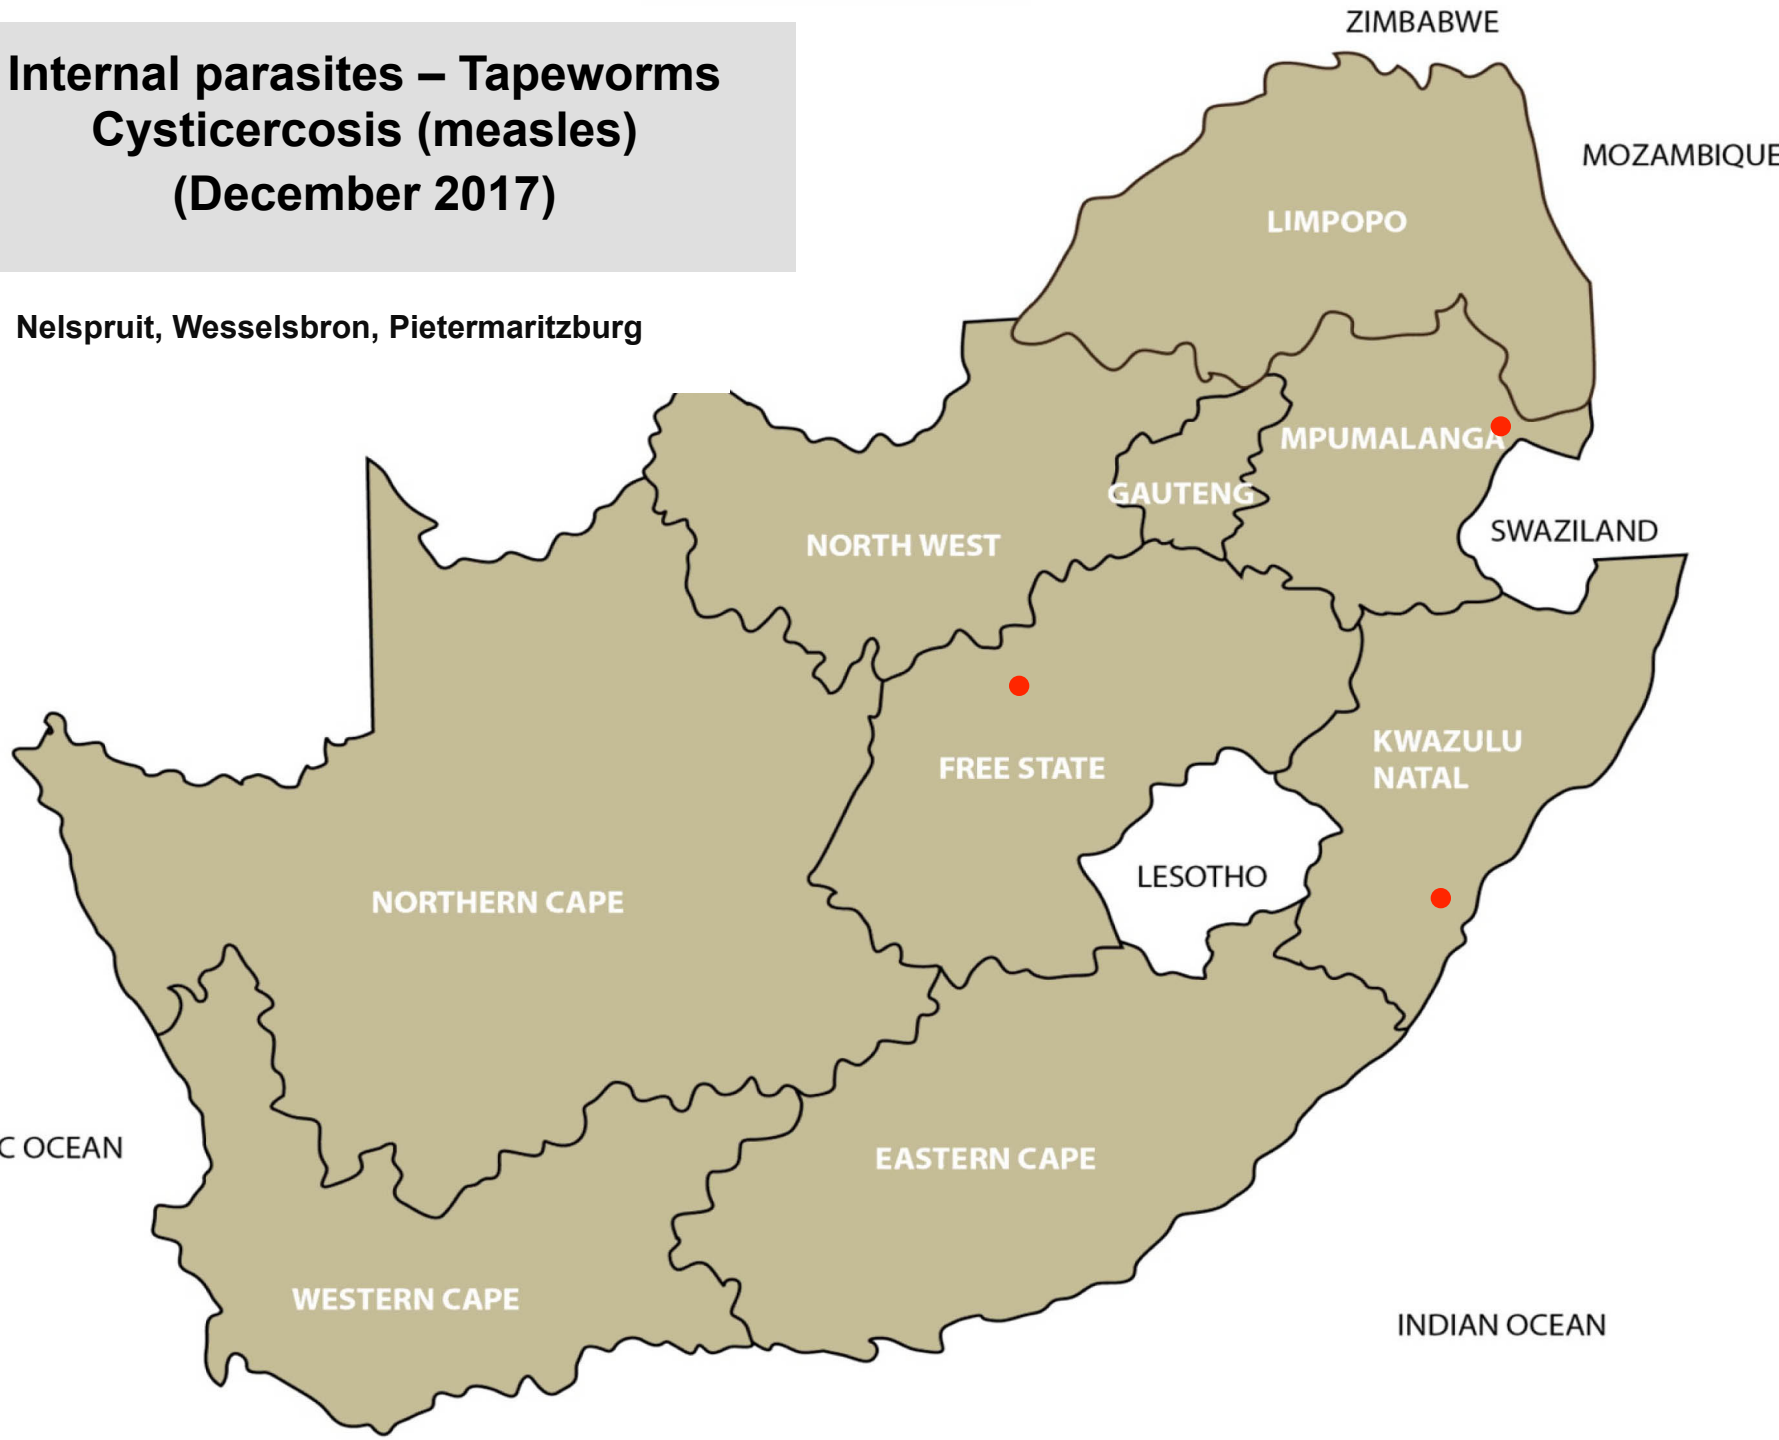 Internal parasites – Tapeworms
Cysticercosis (measles)
(December 2017)
Nelspruit, Wesselsbron, Pietermaritzburg
ZIMBABWE
MOZAMBIQUE
LIMPOPO
MPUMALANGA
GAUTENG
NORTH WEST
SWAZILAND
KWAZULU
NATAL
FREE STATE
LESOTHO
NORTHERN CAPE
C OCEAN
EASTERN CAPE
WESTERN CAPE
INDIAN OCEAN